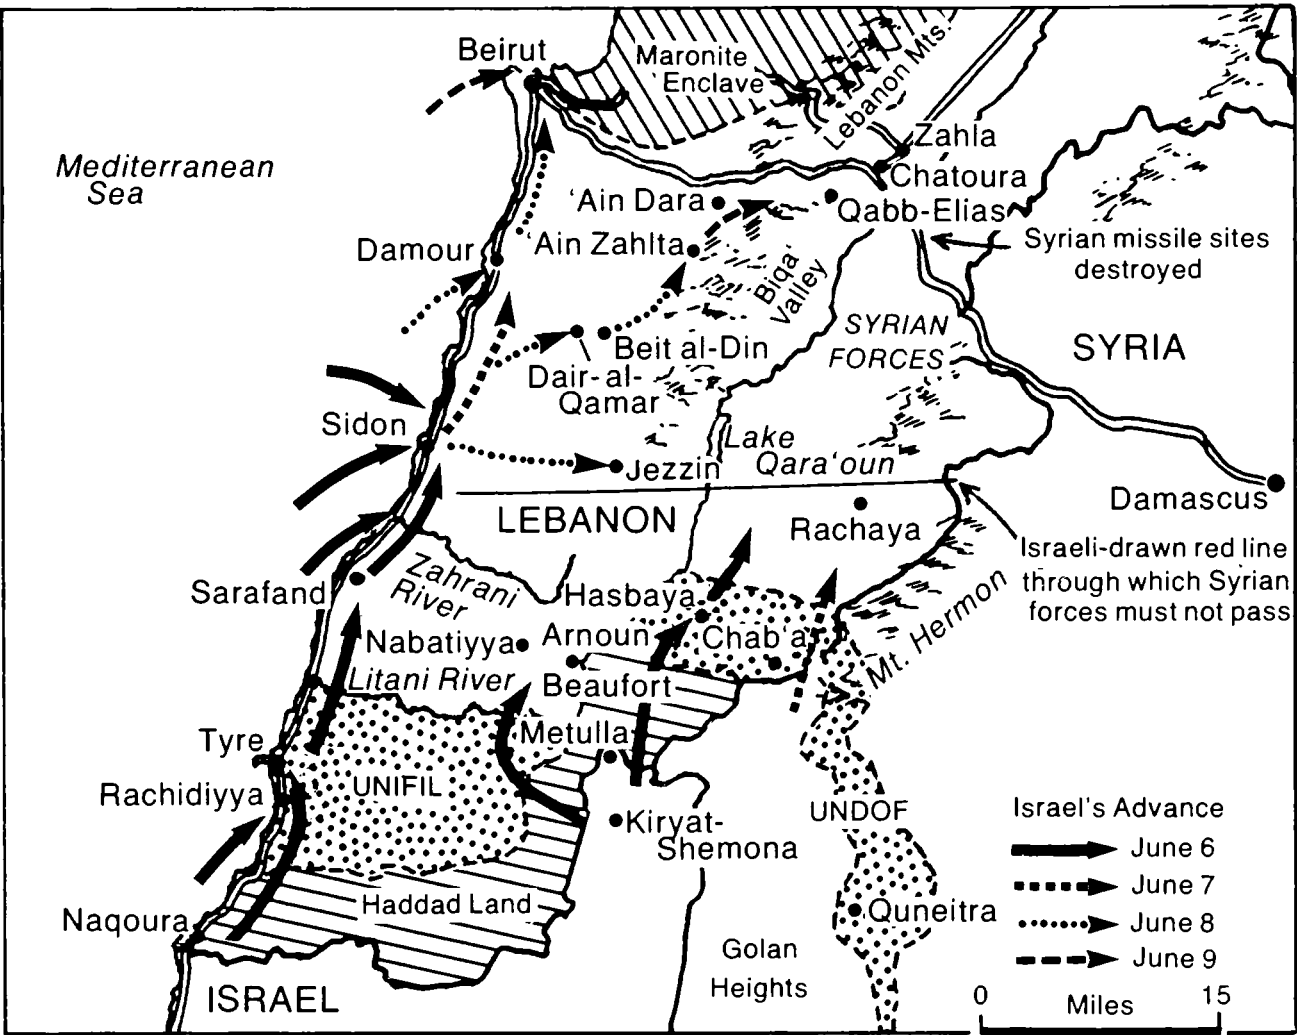 Beirut
Maronite
Enclave
Lebanon Mts.
Zahla
Chatoura
Mediterranean
Sea
'Ain Dara
Qabb-Elias
Damour
'Ain Zahlta
Syrian missile sites
destroyed
Biqa'
Valley
SYRIAN
FORCES
SYRIA
Beit al-Din
Dair-al-
Qamar
Sidon
Lake
Qara'oun
Jezzin
Damascus
LEBANON
Rachaya
Israeli-drawn red line
through which Syrian
forces must not pass
Sarafand
Zahrani
River
Hasbaya
Mt. Hermon
Nabatiyya
Arnoun
Chab'a
Litani River
Beaufort
Tyre
Metulla
Rachidiyya
UNIFIL
UNDOF
Kiryat-
Shemona
Israel's Advance
June 6
June 7
June 8
June 9
Naqoura
Haddad Land
Quneitra
Golan
Heights
ISRAEL
0 15
Miles